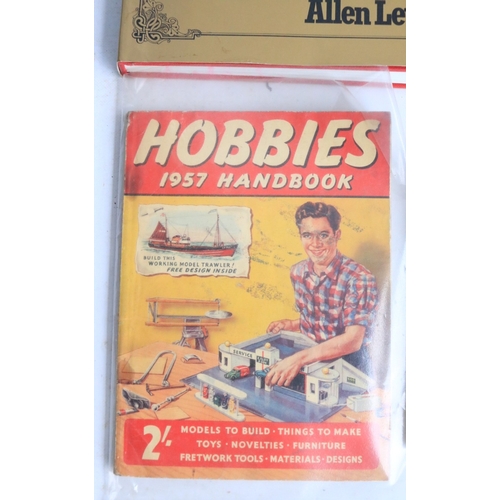 Allen Le
HOBBIES
1957 HANDBOOK
BUILD THIS
WORKING MODEL TRAWLER!
FREE DESIGN INSIDE
SERVICE
2/-
MODELS TO BUILD · THINGS TO MAKE
TOYS · NOVELTIES · FURNITURE
FRETWORK TOOLS · MATERIALS · DESIGNS